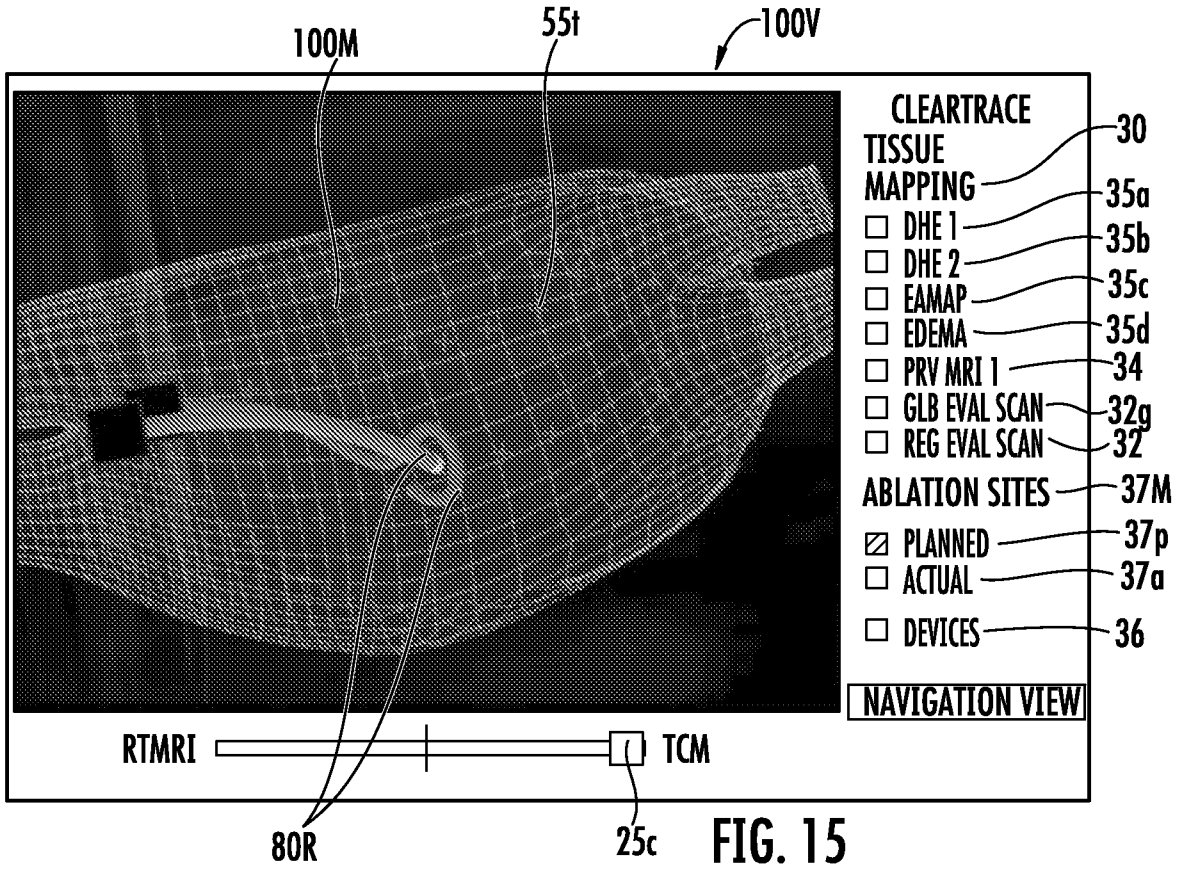 100M
55t
100V
CLEARTRACE
TISSUE
MAPPING
30
DHE 1
35a
DHE 2
35b
EAMAP
35c
EDEMA
35d
PRV MRI 1
34
GLB EVAL SCAN
32g
REG EVAL SCAN
32
ABLATION SITES
37M
PLANNED
37p
ACTUAL
37a
DEVICES
36
NAVIGATION VIEW
RTMRI
TCM
80R
25c
FIG. 15